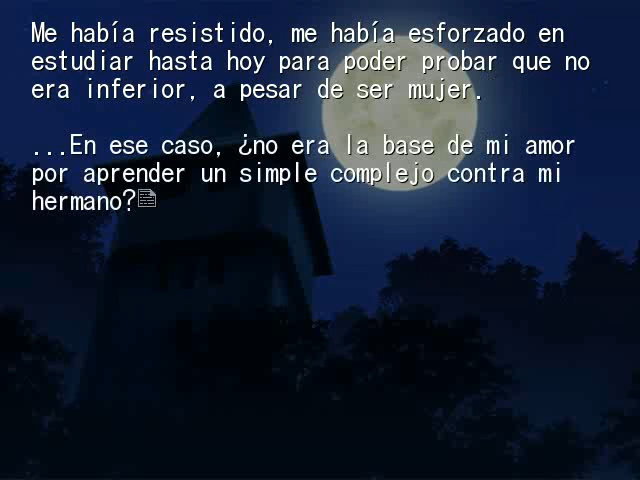 Me había resistido, me había esforzado en
estudiar hasta hoy para poder probar que no
era inferior, a pesar de ser mujer.
...En ese caso, ¿no era la base de mi amor
por aprender un simple complejo contra mi
hermano?